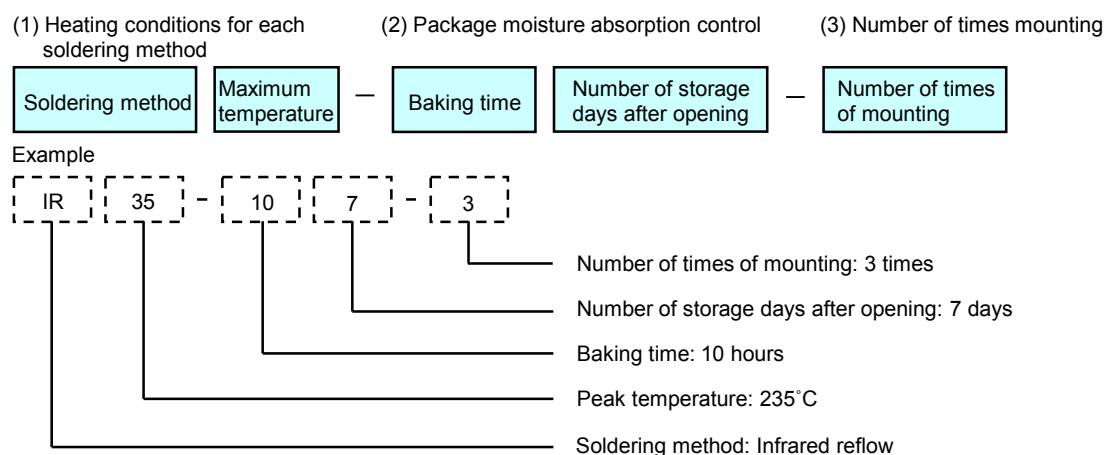 (1) Heating conditions for each
soldering method
(2) Package moisture absorption control
(3) Number of times mounting
Soldering method
Maximum
temperature
—
Baking time
Number of storage
days after opening
—
Number of times
of mounting
Example
IR
35
-
10
7
-
3
Number of times of mounting: 3 times
Number of storage days after opening: 7 days
Baking time: 10 hours
Peak temperature: 235˚C
Soldering method: Infrared reflow